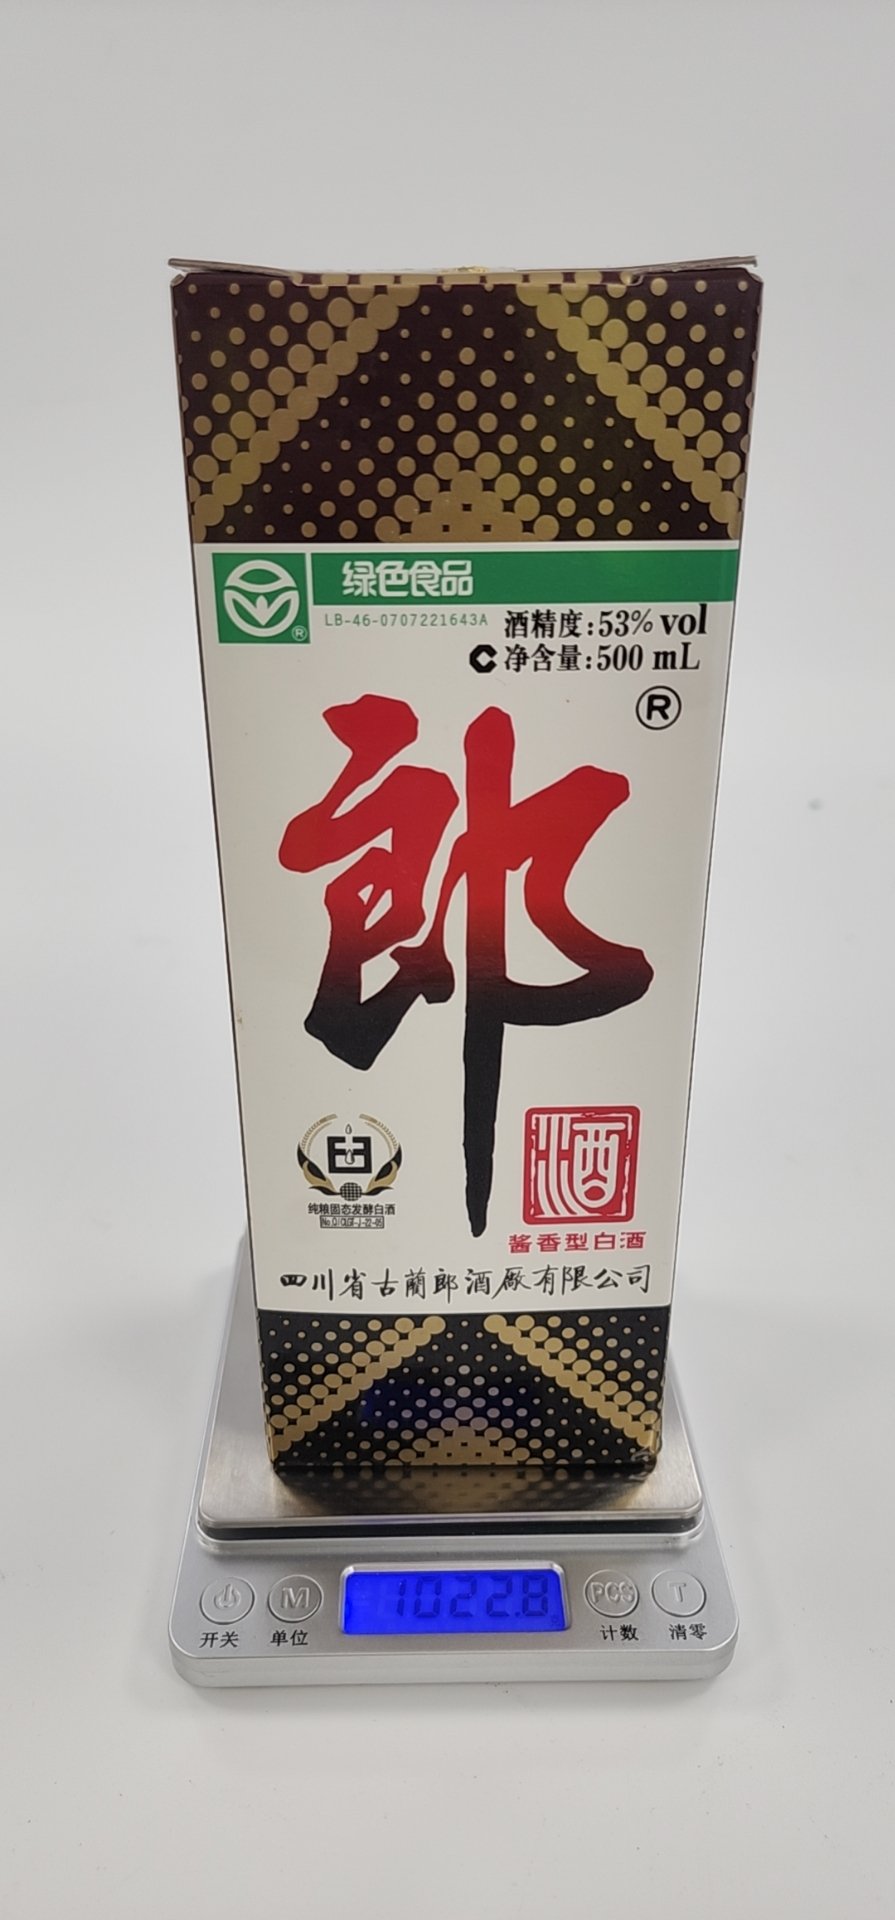 绿色食品
LB-46-0707221643A
酒精度:53% vol
C 净含量:500 mL
®
郎
酒
纯粮固态发酵白酒
酱香型白酒
四川省古蔺郎酒厰有限公司
1022.8
M PCS T
开关 单位 计数 清零